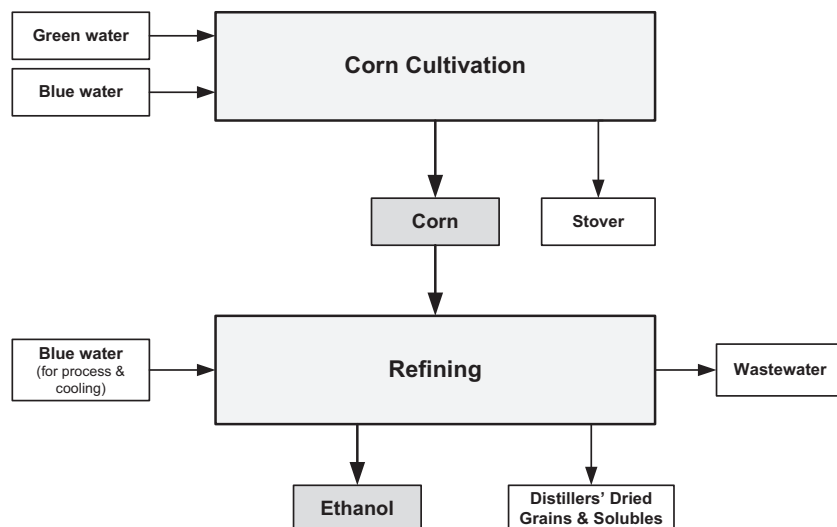 Green water
Corn Cultivation
Blue water
Corn
Stover
Blue water
(for process &
cooling)
Refining
Wastewater
Ethanol
Distillers’ Dried
Grains & Solubles